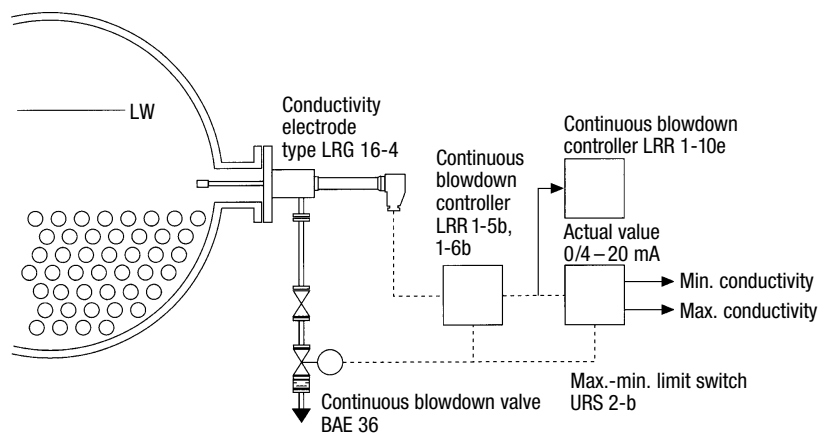 LW
Conductivity
electrode
type LRG 16-4
Continuous
blowdown
controller
LRR 1-5b,
1-6b
Continuous blowdown
controller LRR 1-10e
Actual value
0/4 – 20 mA
Min. conductivity
Max. conductivity
Max.-min. limit switch
URS 2-b
Continuous blowdown valve
BAE 36